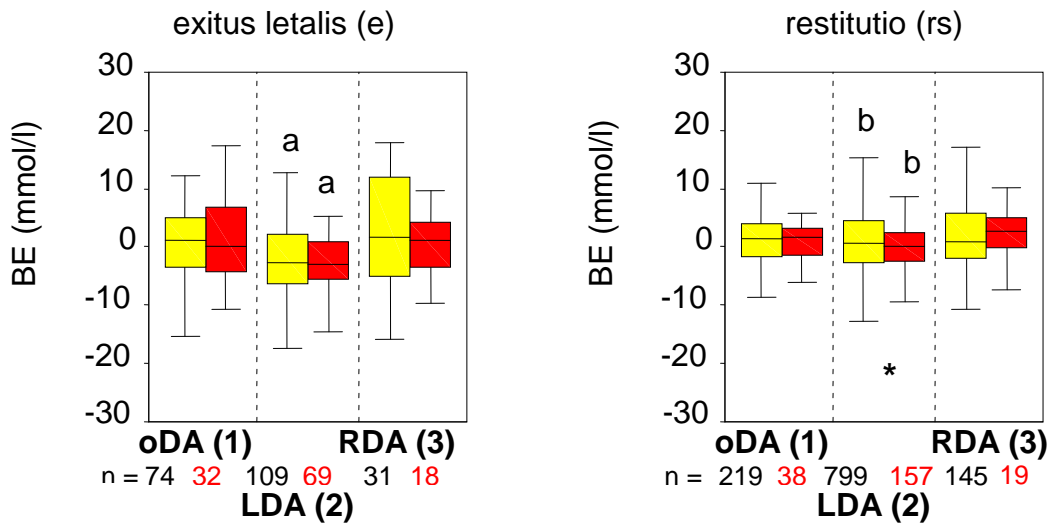 exitus letalis (e)
BE (mmol/l)
30
20
10
0
-10
-20
-30
a
a
oDA (1)
RDA (3)
n = 74 32 109 69 31 18
LDA (2)
restitutio (rs)
BE (mmol/l)
30
20
10
0
-10
-20
-30
b
b
*
oDA (1)
RDA (3)
n = 219 38 799 157 145 19
LDA (2)